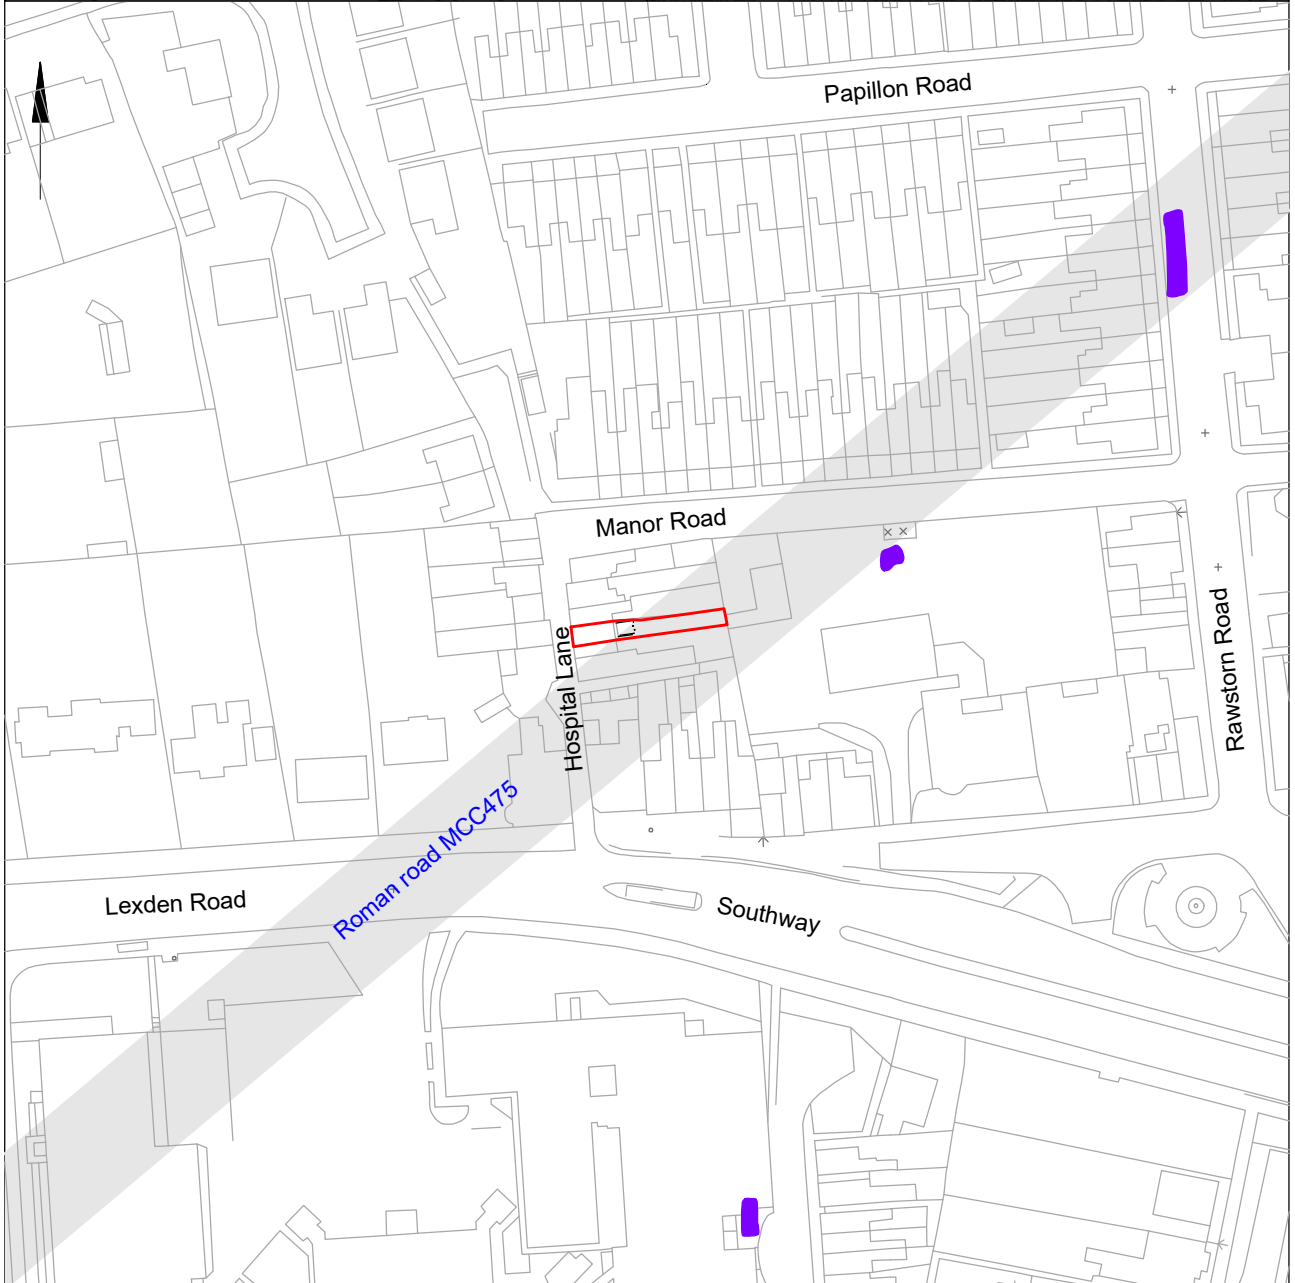 Papillon Road
Manor Road
Hospital Lane
Rawstorn Road
Roman road MCC475
Lexden Road
Southway